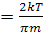 = 2kT / πm